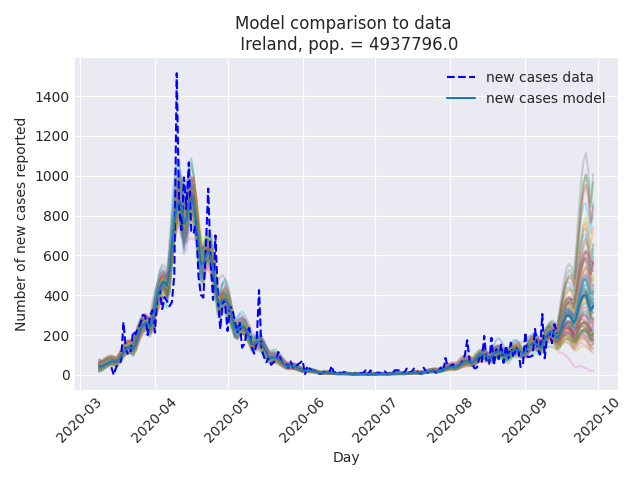 Model comparison to data
Ireland, pop. = 4937796.0
new cases data
new cases model
Number of new cases reported
1400
1200
1000
800
600
400
200
0
2020-03
2020-04
2020-05
2020-06
2020-07
2020-08
2020-09
2020-10
Day